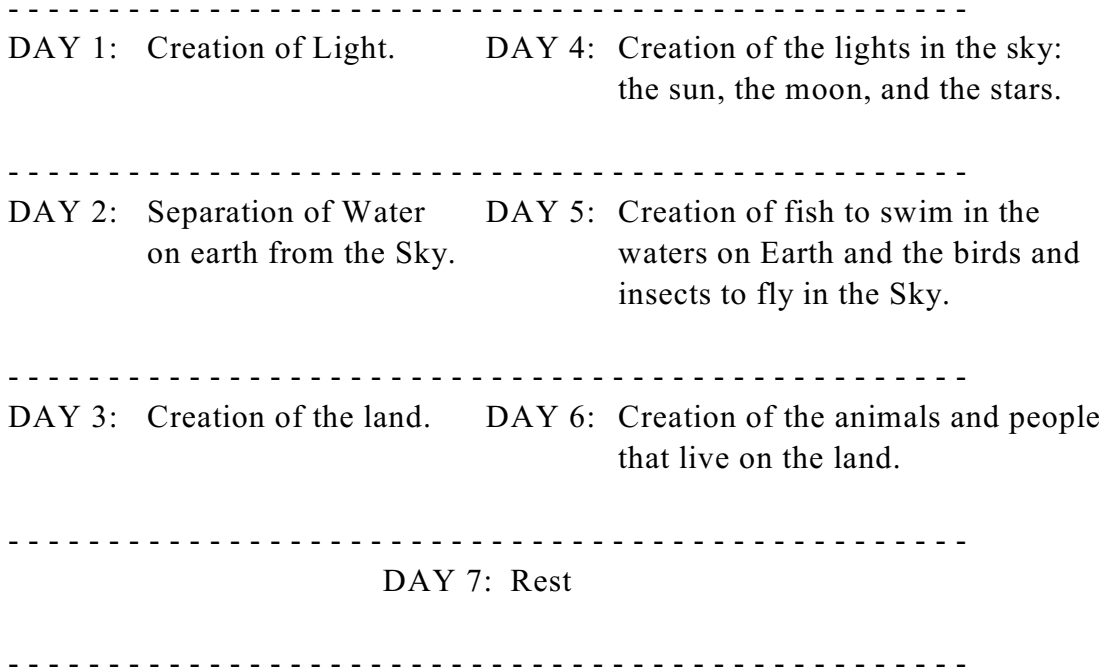 - - - - - - - - - - - - - - - - - - - - - - - - - - - - - - - - - - - - - - - - - - - - - - - -
DAY 1: Creation of Light. DAY 4: Creation of the lights in the sky:
the sun, the moon, and the stars.
- - - - - - - - - - - - - - - - - - - - - - - - - - - - - - - - - - - - - - - - - - - - - - - -
DAY 2: Separation of Water DAY 5: Creation of fish to swim in the
on earth from the Sky. waters on Earth and the birds and
insects to fly in the Sky.
- - - - - - - - - - - - - - - - - - - - - - - - - - - - - - - - - - - - - - - - - - - - - - - -
DAY 3: Creation of the land. DAY 6: Creation of the animals and people
that live on the land.
- - - - - - - - - - - - - - - - - - - - - - - - - - - - - - - - - - - - - - - - - - - - - - - -
DAY 7: Rest
- - - - - - - - - - - - - - - - - - - - - - - - - - - - - - - - - - - - - - - - - - - - - - - -